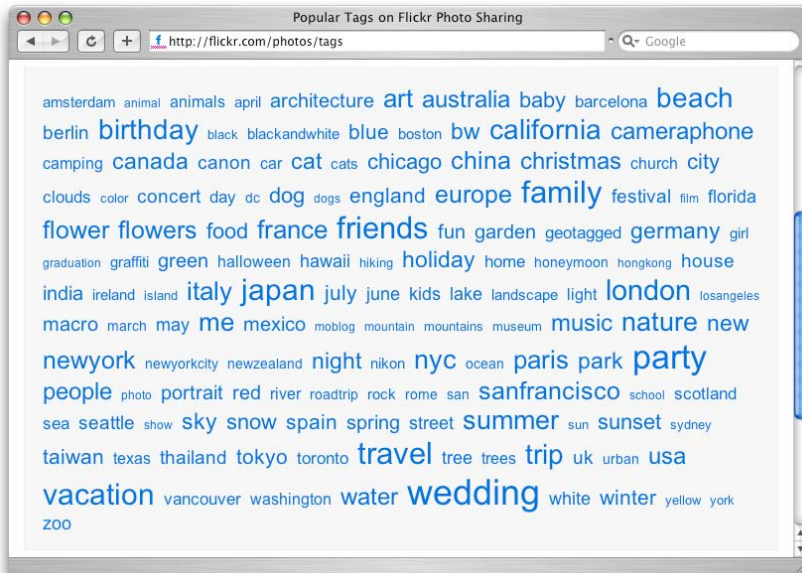 Popular Tags on Flickr Photo Sharing
http://flickr.com/photos/tags Google
amsterdam animal animals april architecture art australia baby barcelona beach
berlin birthday black blackandwhite blue boston bw california cameraphone
camping canada canon car cat cats chicago china christmas church city
clouds color concert day dc dog dogs england europe family festival film florida
flower flowers food france friends fun garden geotagged germany girl
graduation graffiti green halloween hawaii hiking holiday home honeymoon hongkong house
india ireland island italy japan july june kids lake landscape light london losangeles
macro march may me mexico moblog mountain mountains museum music nature new
newyork newyorkcity newzealand night nikon nyc ocean paris park party
people photo portrait red river roadtrip rock rome san sanfrancisco school scotland
sea seattle show sky snow spain spring street summer sun sunset sydney
taiwan texas thailand tokyo toronto travel tree trees trip uk urban usa
vacation vancouver washington water wedding white winter yellow york
zoo